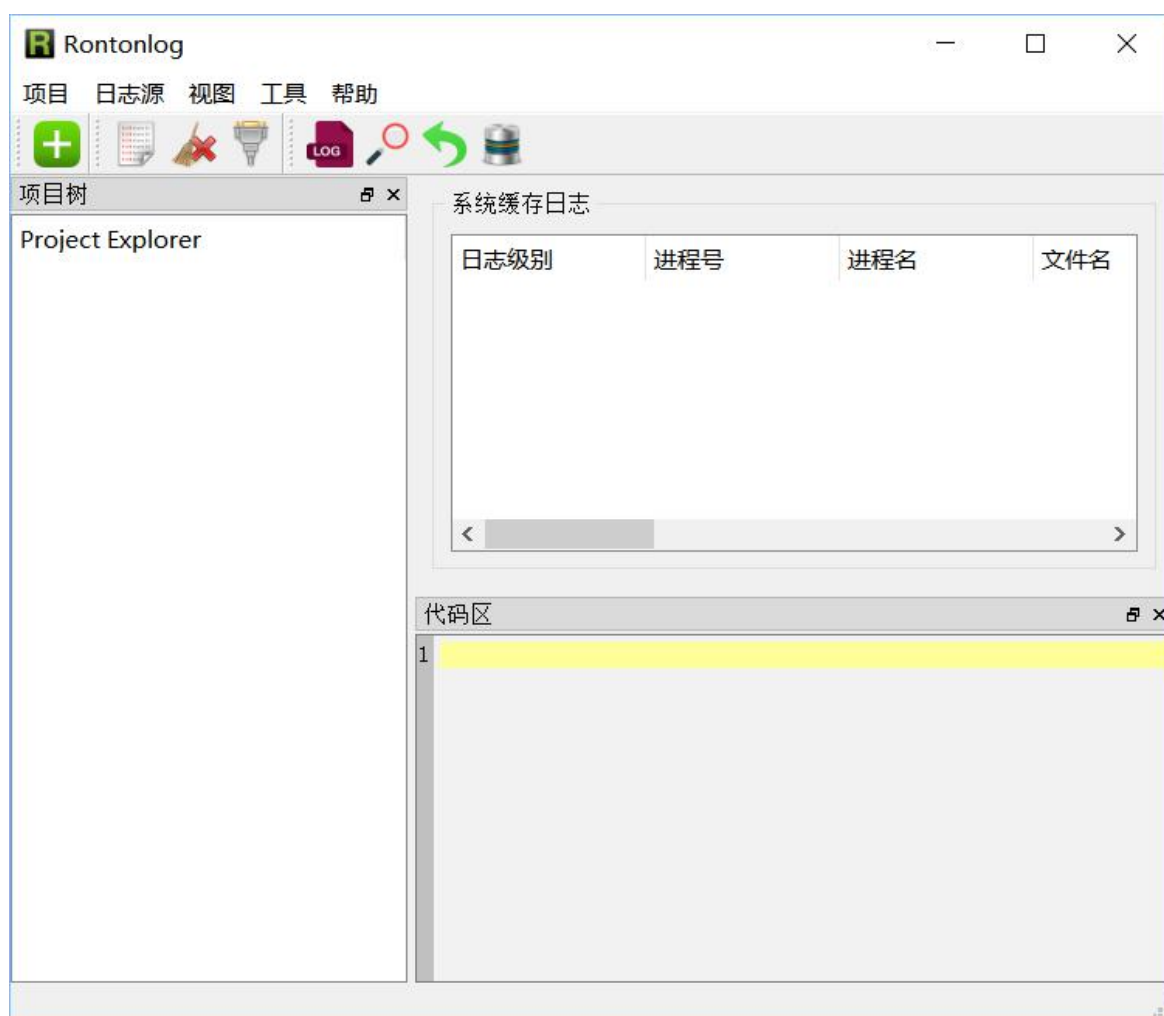 Rontonlog
项目 日志源 视图 工具 帮助
LOG
项目树
Project Explorer
系统缓存日志
日志级别 进程号 进程名 文件名
代码区
1